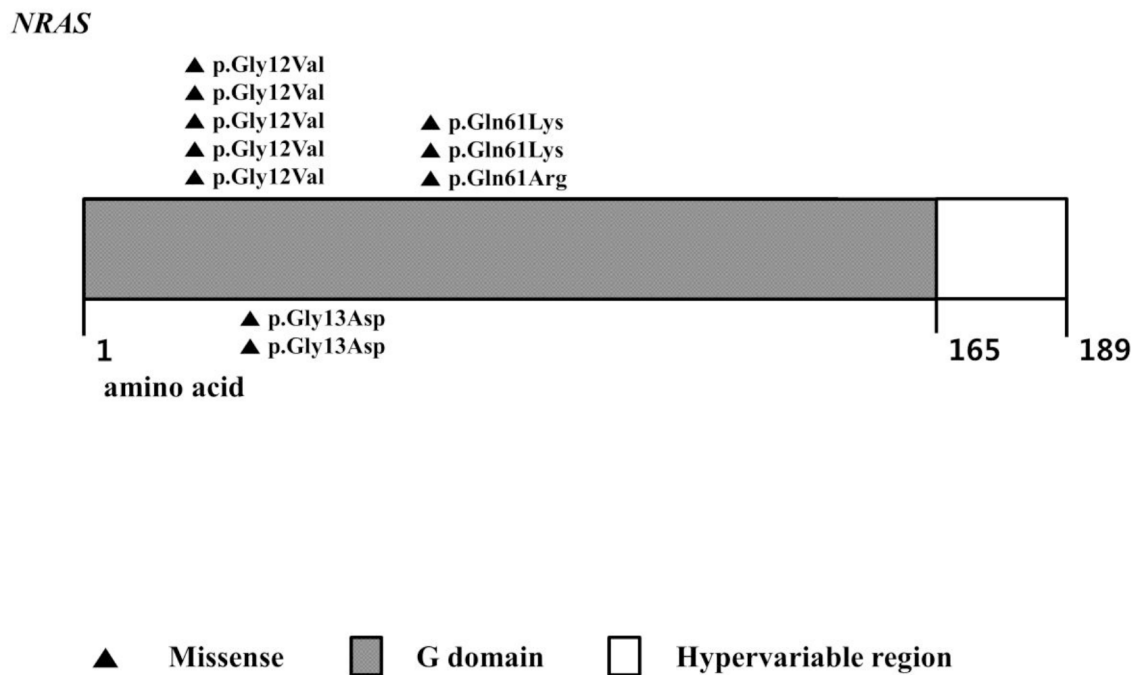 NRAS
p.Gly12Val
p.Gly12Val
p.Gly12Val
p.Gly12Val
p.Gly12Val
p.Gln61Lys
p.Gln61Lys
p.Gln61Arg
p.Gly13Asp
p.Gly13Asp
1 165 189
amino acid
Missense G domain Hypervariable region